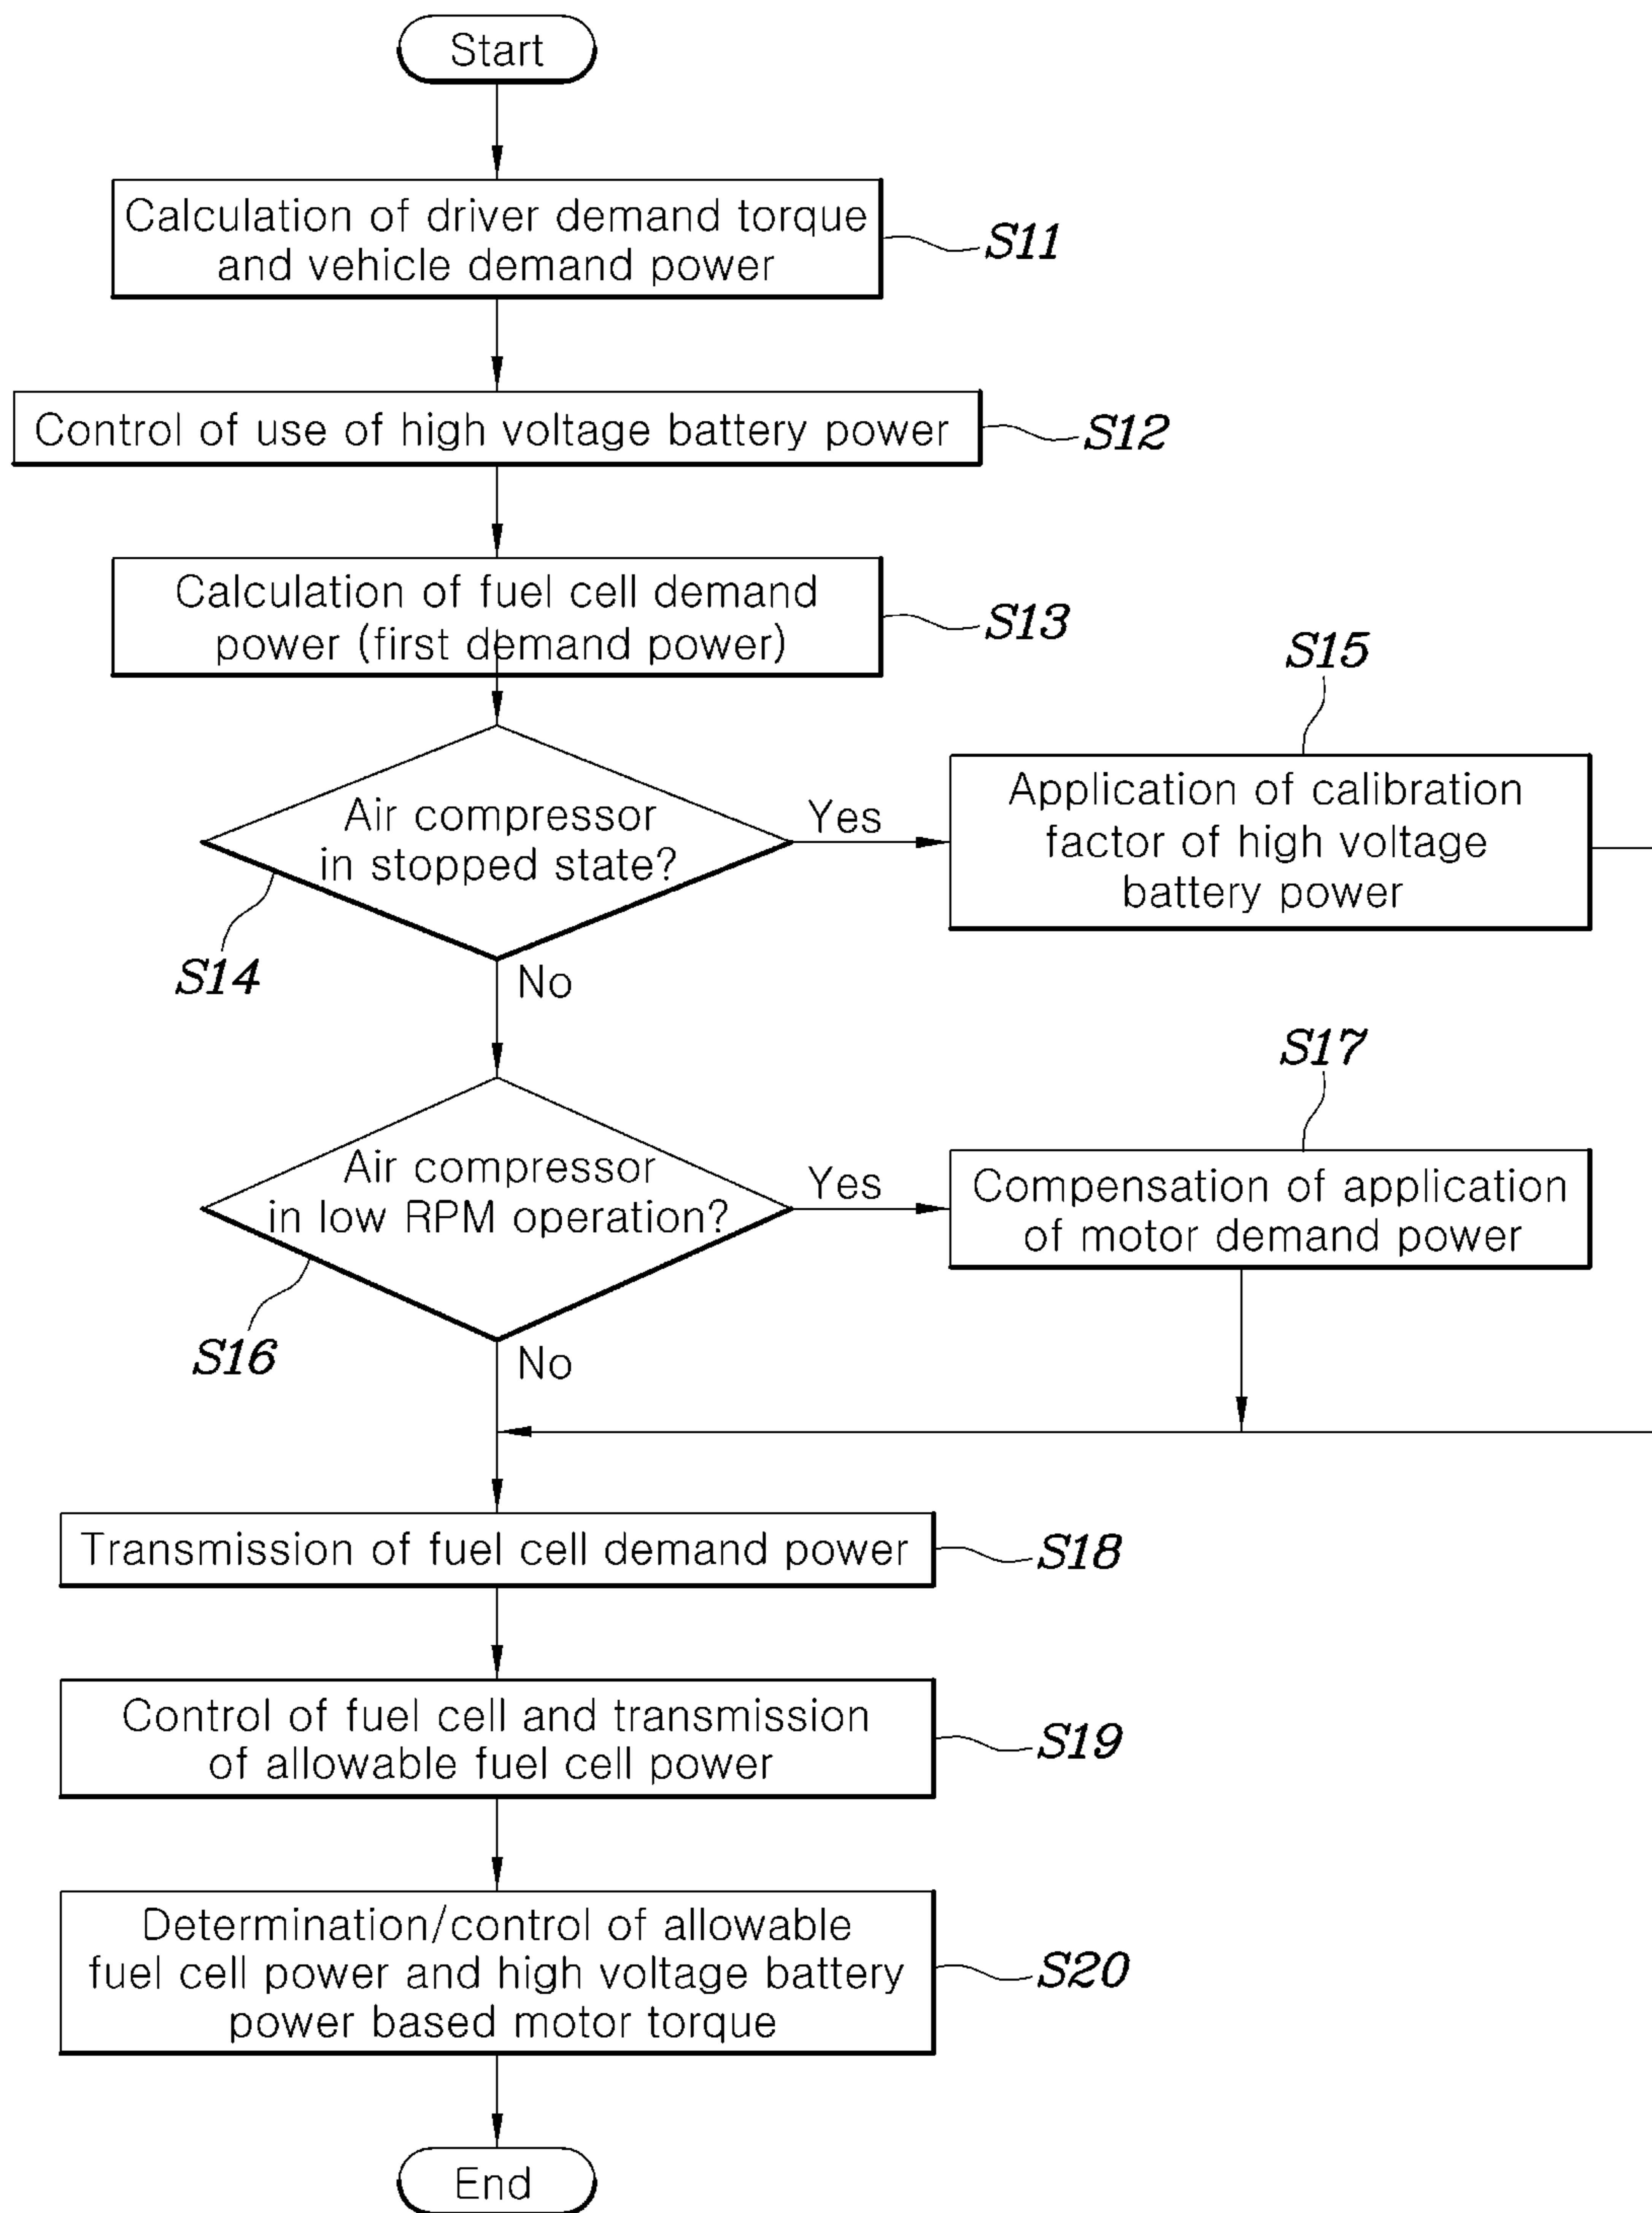 Start
Calculation of driver demand torque
and vehicle demand power
S11
Control of use of high voltage battery power
S12
Calculation of fuel cell demand
power (first demand power)
S13
Air compressor
in stopped state?
S14
Yes
No
S15
Application of calibration
factor of high voltage
battery power
Air compressor
in low RPM operation?
S16
Yes
No
S17
Compensation of application
of motor demand power
Transmission of fuel cell demand power
S18
Control of fuel cell and transmission
of allowable fuel cell power
S19
Determination/control of allowable
fuel cell power and high voltage battery
power based motor torque
S20
End